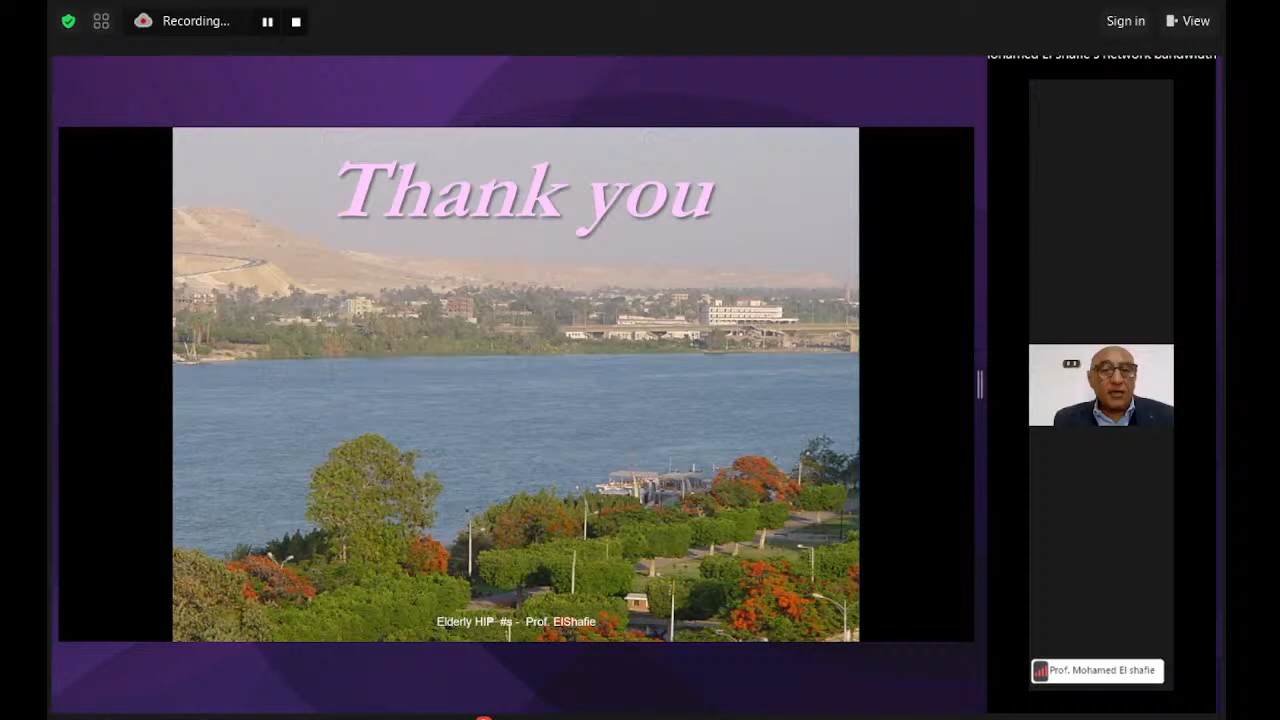 Recording...
Sign in
View
Thank you
Elderly HIP #s - Prof. ElShafie
Prof. Mohamed El shafie